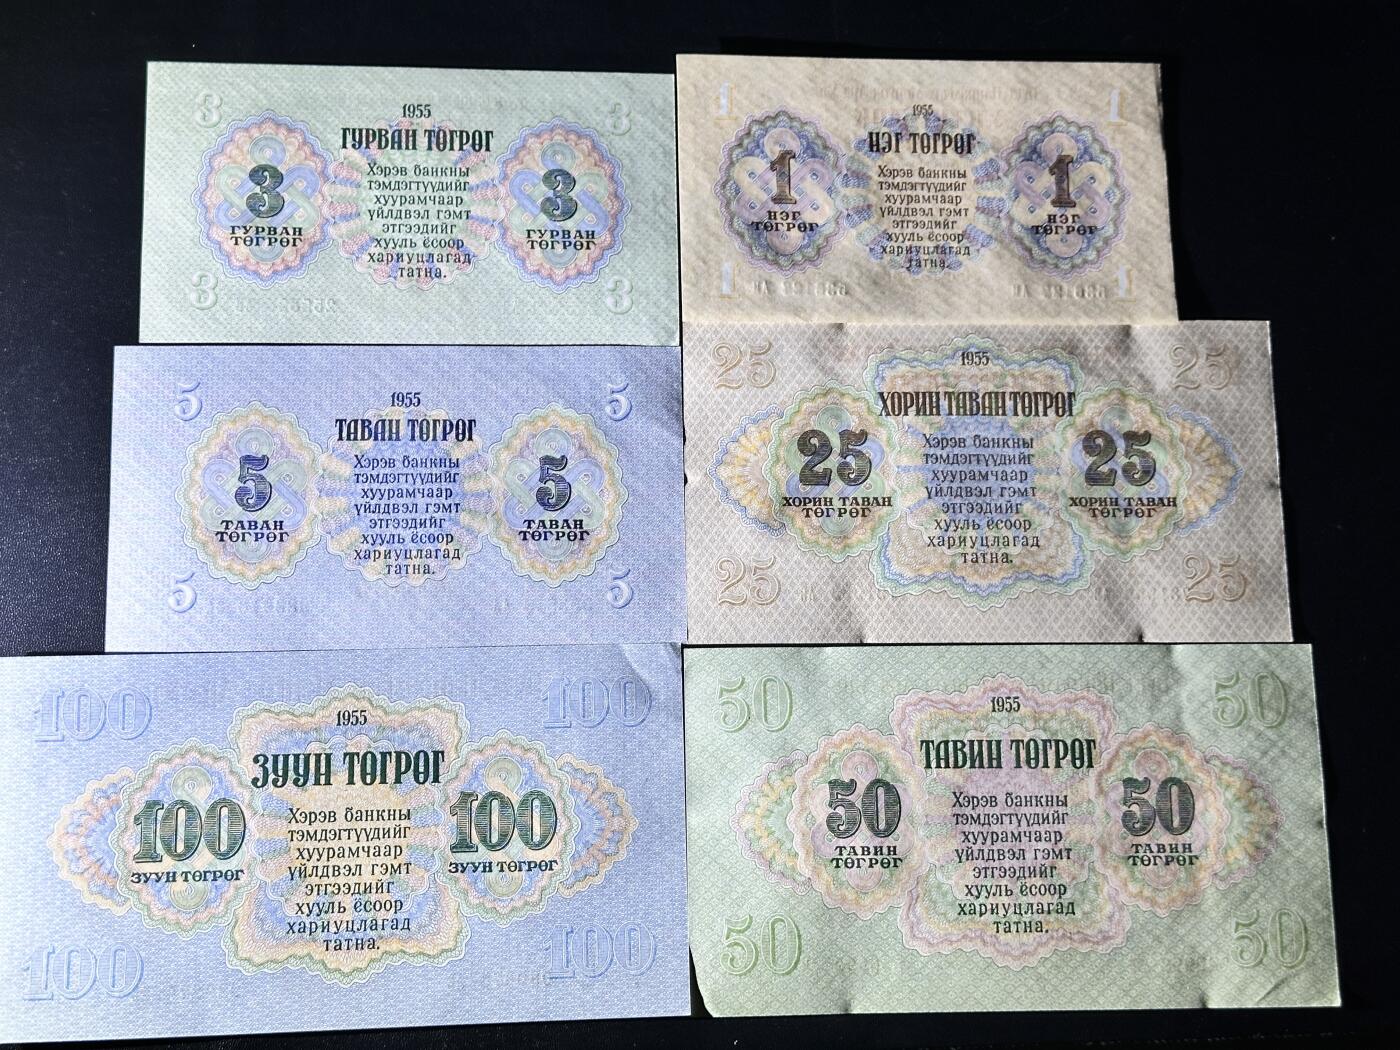 3 3
1955
ГУРВАН ТӨГРӨГ
3 3
ГУРВАН
ТӨГРӨГ
ГУРВАН
ТӨГРӨГ
Хэрэв банкны
тэмдэгтүүдийг
хуурамчаар
үйлдвэл гэмт
этгээдийг
хууль ёсоор
хариуцлагад
татна.
3 3
1 1
1955
НЭГ ТӨГРӨГ
1 1
НЭГ
ТӨГРӨГ
НЭГ
ТӨГРӨГ
Хэрэв банкны
тэмдэгтүүдийг
хуурамчаар
үйлдвэл гэмт
этгээдийг
хууль ёсоор
хариуцлагад
татна.
1 1
5 5
1955
ТАВАН ТӨГРӨГ
5 5
ТАВАН
ТӨГРӨГ
ТАВАН
ТӨГРӨГ
Хэрэв банкны
тэмдэгтүүдийг
хуурамчаар
үйлдвэл гэмт
этгээдийг
хууль ёсоор
хариуцлагад
татна.
5 5
25 25
1955
ХОРИН ТАВАН ТӨГРӨГ
25 25
ХОРИН ТАВАН
ТӨГРӨГ
ХОРИН ТАВАН
ТӨГРӨГ
Хэрэв банкны
тэмдэгтүүдийг
хуурамчаар
үйлдвэл гэмт
этгээдийг
хууль ёсоор
хариуцлагад
татна.
25 25
100 100
1955
ЗУУН ТӨГРӨГ
100 100
ЗУУН ТӨГРӨГ
ЗУУН ТӨГРӨГ
Хэрэв банкны
тэмдэгтүүдийг
хуурамчаар
үйлдвэл гэмт
этгээдийг
хууль ёсоор
хариуцлагад
татна.
100 100
50 50
1955
ТАВИН ТӨГРӨГ
50 50
ТАВИН
ТӨГРӨГ
ТАВИН
ТӨГРӨГ
Хэрэв банкны
тэмдэгтүүдийг
хуурамчаар
үйлдвэл гэмт
этгээдийг
хууль ёсоор
хариуцлагад
татна.
50 50